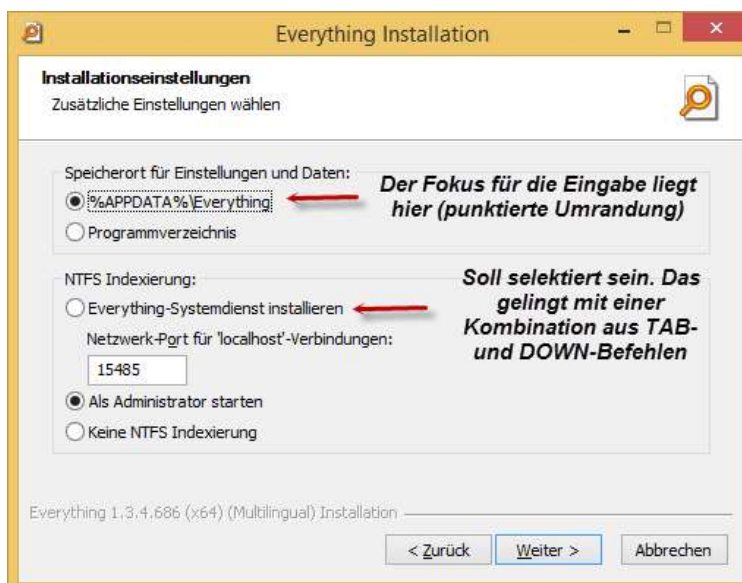 Everything Installation
Installationseinstellungen
Zusätzliche Einstellungen wählen
Speicherort für Einstellungen und Daten:
%APPDATA%\Everything
Programmverzeichnis
Der Fokus für die Eingabe liegt
hier (punktierte Umrandung)
NTFS Indexierung:
Everything-Systemdienst installieren
Netzwerk-Port für 'localhost'-Verbindungen:
15485
Als Administrator starten
Keine NTFS Indexierung
Soll selektiert sein. Das
gelingt mit einer
Kombination aus TAB-
und DOWN-Befehlen
Everything 1.3.4.686 (x64) (Multilingual) Installation
< Zurück
Weiter >
Abbrechen